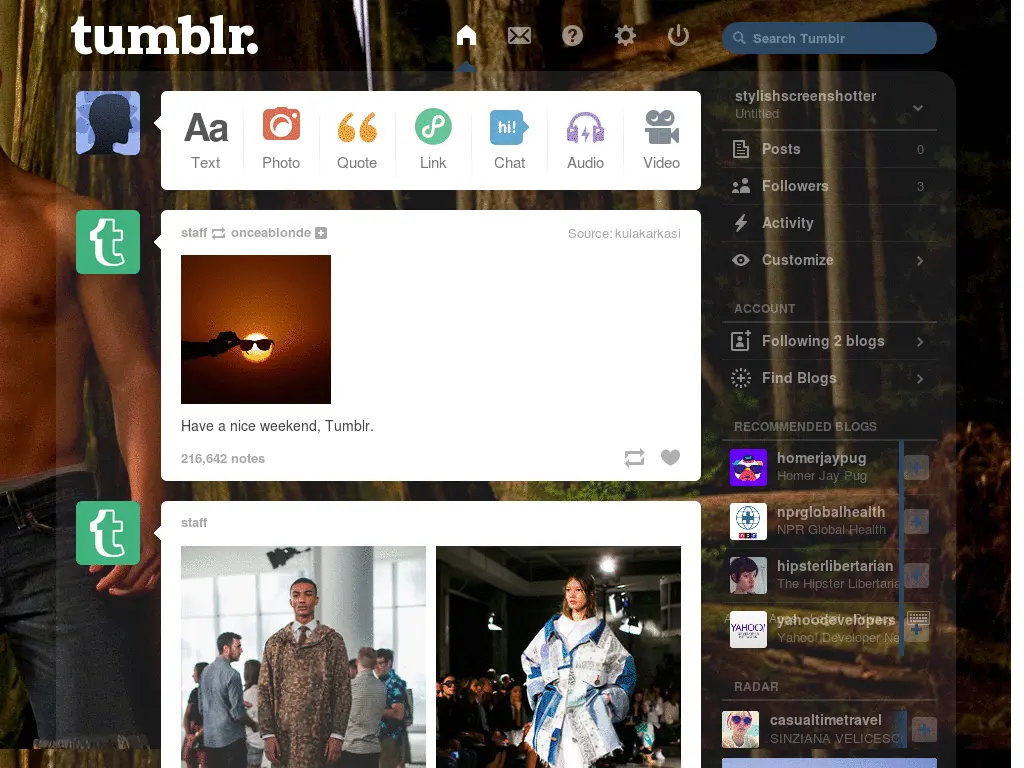 tumblr.
Search Tumblr
Aa
hi!
Text
Photo
Quote
Link
Chat
Audio
Video
staff onceablonde
Source: kulakarkasi
Have a nice weekend, Tumblr.
216,642 notes
staff
stylishscreenshotter
Untitled
Posts 0
Followers 3
Activity
Customize
ACCOUNT
Following 2 blogs
Find Blogs
RECOMMENDED BLOGS
homerjaypug
Homer Jay Pug
nprglobalhealth
NPR Global Health
hipsterlibertarian
The Hipster Libertaria
YAHOO!
yahoodevelopers
Yahoo! Developer Ne
RADAR
casualtimetravel
SINZIANA VELICESC